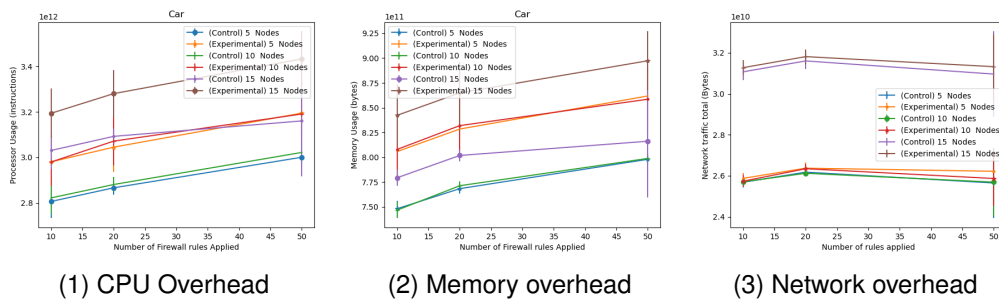 1e12
Car
(Control) 5 Nodes
(Experimental) 5 Nodes
(Control) 10 Nodes
(Experimental) 10 Nodes
(Control) 15 Nodes
(Experimental) 15 Nodes
3.4
3.2
3.0
2.8
Proccesor Usage (instructions)
10 15 20 25 30 35 40 45 50
Number of Firewall rules Applied
(1) CPU Overhead
1e11
Car
(Control) 5 Nodes
(Experimental) 5 Nodes
(Control) 10 Nodes
(Experimental) 10 Nodes
(Control) 15 Nodes
(Experimental) 15 Nodes
9.25
9.00
8.75
8.50
8.25
8.00
7.75
7.50
Memory Usage (bytes)
10 15 20 25 30 35 40 45 50
Number of Firewall rules Applied
(2) Memory overhead
1e10
(Control) 5 Nodes
(Experimental) 5 Nodes
(Control) 10 Nodes
(Experimental) 10 Nodes
(Control) 15 Nodes
(Experimental) 15 Nodes
3.2
3.0
2.8
2.6
2.4
Network traffic total (Bytes)
10 15 20 25 30 35 40 45 50
Number of rules applied
(3) Network overhead